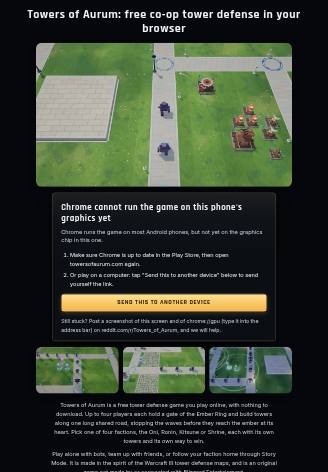 Towers of Aurum: free co-op tower defense in your
browser
Chrome cannot run the game on this phone's
graphics yet
Chrome runs the game on most Android phones, but not yet on the graphics
chip in this one.
1. Make sure Chrome is up to date in the Play Store, then open
towersofaurum.com again.
2. Or play on a computer: tap "Send this to another device" below to send
yourself the link.
SEND THIS TO ANOTHER DEVICE
Still stuck? Post a screenshot of this screen and of chrome://gpu (type it into the
address bar) on reddit.com/r/Towers_of_Aurum, and we will help.
Towers of Aurum is a free tower defense game you play online, with nothing to
download. Up to four players each hold a gate of the Ember Ring and build towers
along one long shared road, stopping the waves before they reach the ember at its
heart. Pick one of four factions, the Oni, Ronin, Kitsune or Shrine, each with its own
towers and its own way to win.
Play alone with bots, team up with friends, or follow your faction home through Story
Mode. It is made in the spirit of the Warcraft III tower defense maps, and is an original